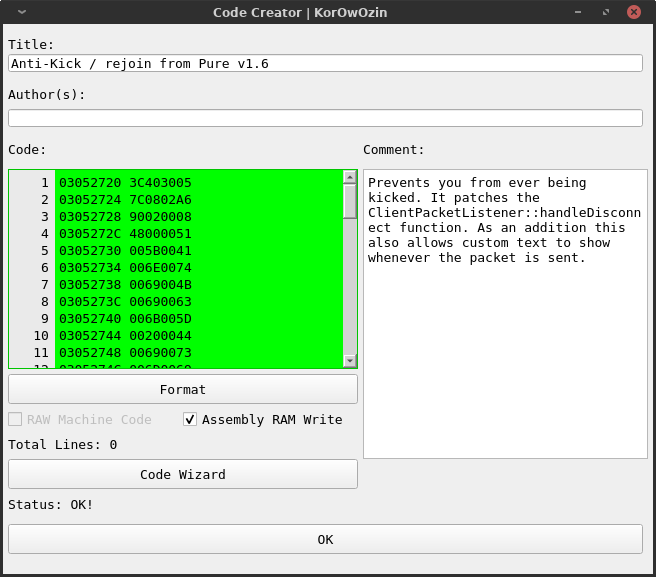 Code Creator | KorOwOzin
Title:
Anti-Kick / rejoin from Pure v1.6
Author(s):
Code:
Comment:
1 03052720 3C403005
2 03052724 7C0802A6
3 03052728 90020008
4 0305272C 48000051
5 03052730 005B0041
6 03052734 006E0074
7 03052738 0069004B
8 0305273C 00690063
9 03052740 006B005D
10 03052744 00200044
11 03052748 00690073
Prevents you from ever being
kicked. It patches the
ClientPacketListener::handleDisconn
ect function. As an addition this
also allows custom text to show
whenever the packet is sent.
Format
RAW Machine Code
Assembly RAM Write
Total Lines: 0
Code Wizard
Status: OK!
OK